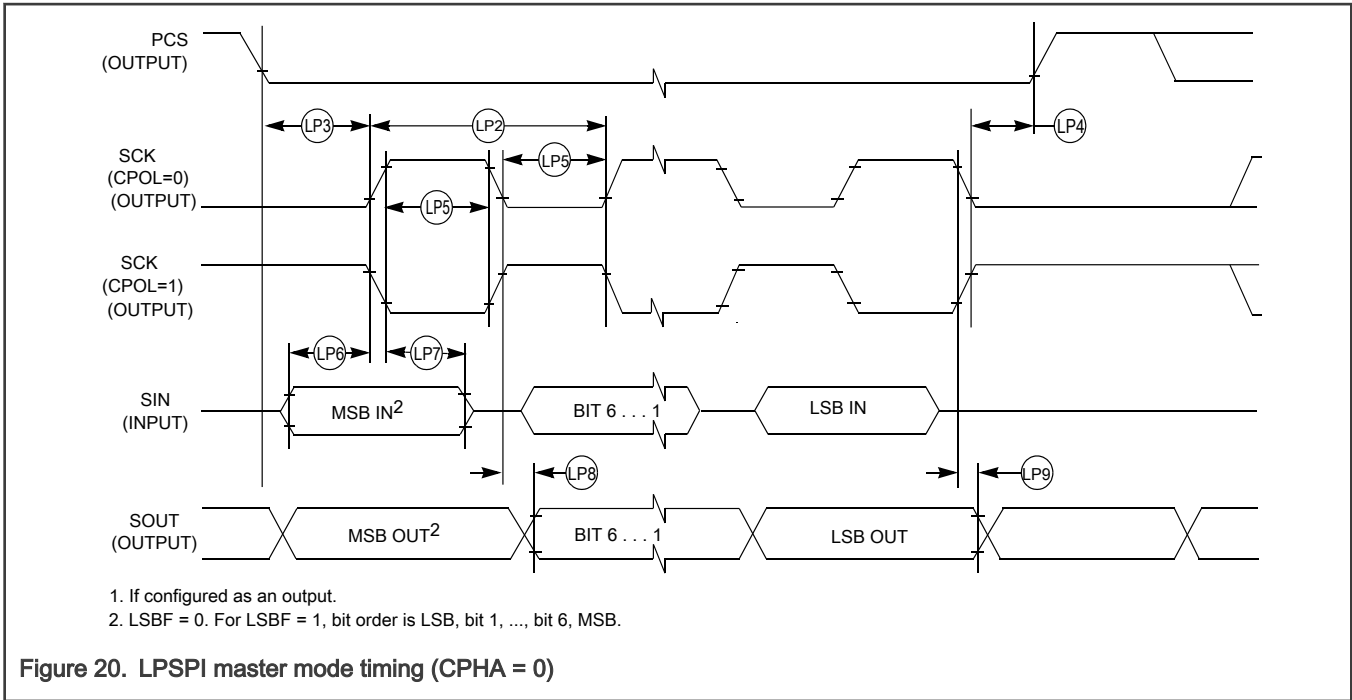 PCS
(OUTPUT)
LP3
LP2
LP4
SCK
(CPOL=0)
(OUTPUT)
LP5
LP5
SCK
(CPOL=1)
(OUTPUT)
LP6
LP7
SIN
(INPUT)
MSB IN2
BIT 6 . . . 1
LSB IN
LP8
LP9
SOUT
(OUTPUT)
MSB OUT2
BIT 6 . . . 1
LSB OUT
1. If configured as an output.
2. LSBF = 0. For LSBF = 1, bit order is LSB, bit 1, ..., bit 6, MSB.
Figure 20. LPSPI master mode timing (CPHA = 0)